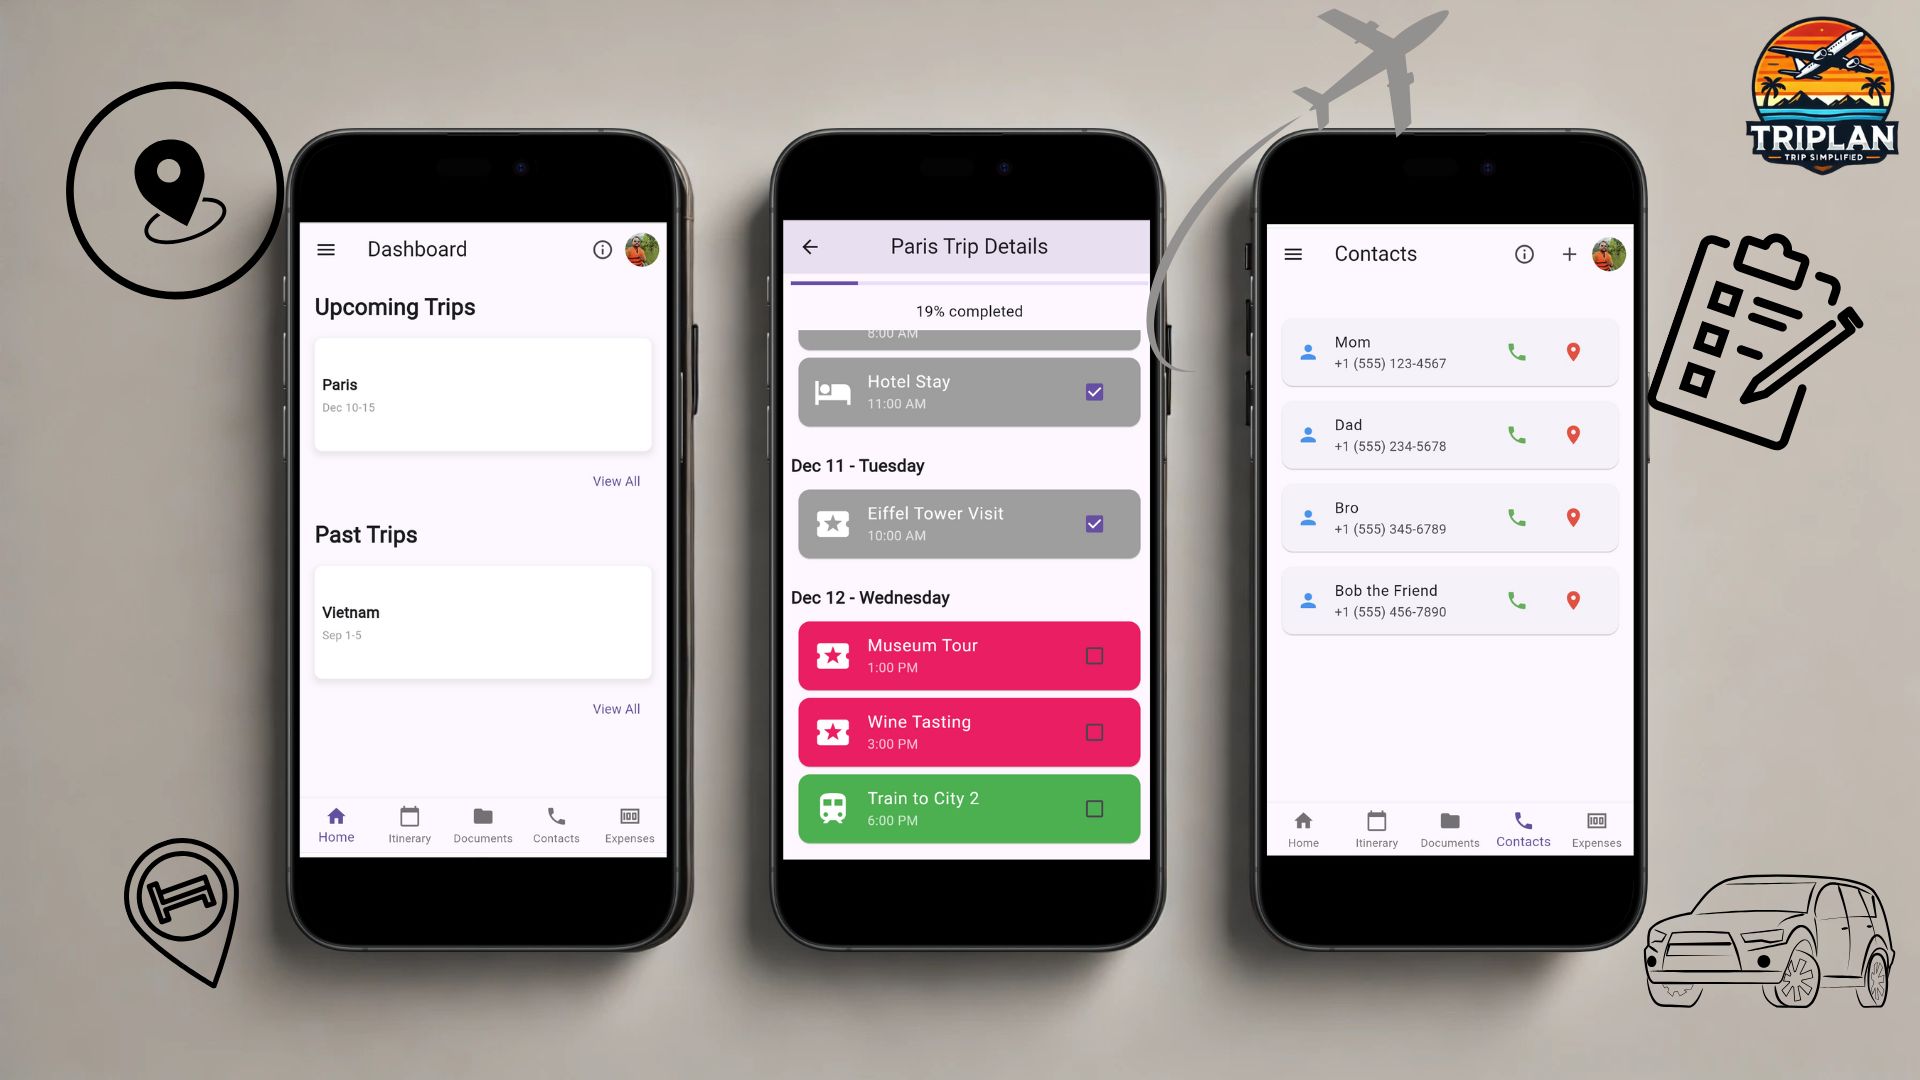 TRIPLAN
TRIP SIMPLIFIED
Dashboard
Upcoming Trips
Paris
Dec 10-15
View All
Past Trips
Vietnam
Sep 1-5
View All
Home
Itinerary
Documents
Contacts
Expenses
Paris Trip Details
19% completed
8:00 AM
Hotel Stay
11:00 AM
Dec 11 - Tuesday
Eiffel Tower Visit
10:00 AM
Dec 12 - Wednesday
Museum Tour
1:00 PM
Wine Tasting
3:00 PM
Train to City 2
6:00 PM
Contacts
Mom
+1 (555) 123-4567
Dad
+1 (555) 234-5678
Bro
+1 (555) 345-6789
Bob the Friend
+1 (555) 456-7890
Home
Itinerary
Documents
Contacts
Expenses